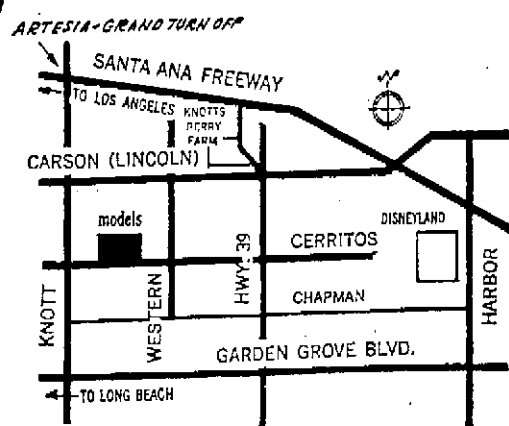 ARTESIA-GRAND TURN OFF
SANTA ANA FREEWAY
TO LOS ANGELES
KNOTTS
BERRY
FARM
N
CARSON (LINCOLN)
models
DISNEYLAND
CERRITOS
HWY. 39
KNOTT
WESTERN
CHAPMAN
HARBOR
GARDEN GROVE BLVD.
TO LONG BEACH